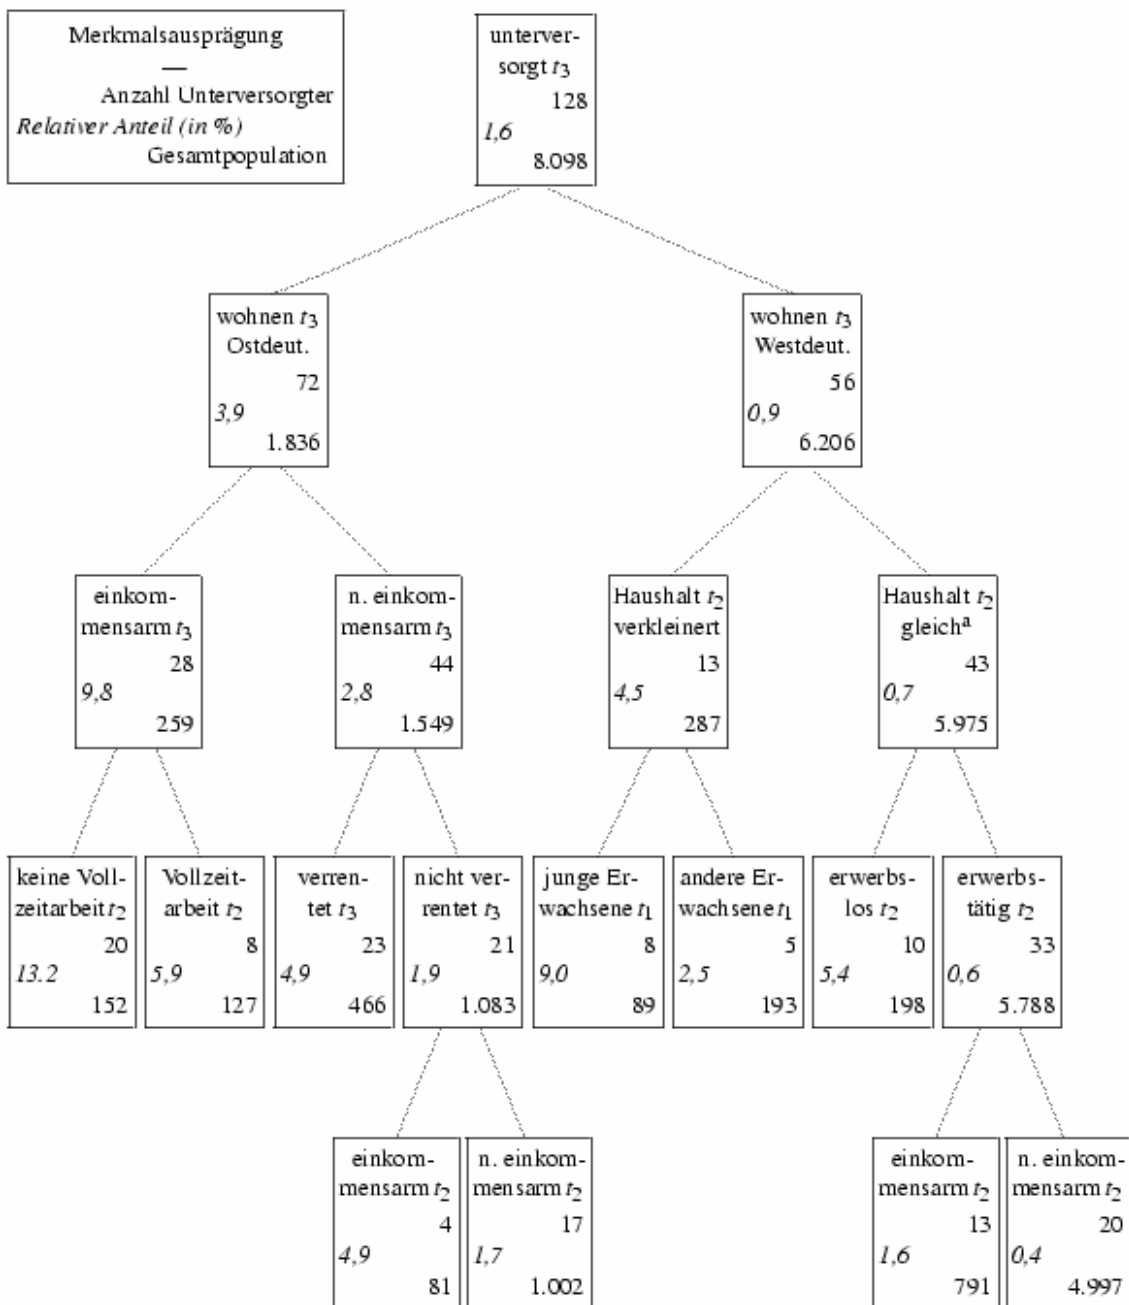 Merkmalsausprägung
—
Anzahl Unterversorgter
Relativer Anteil (in %)
Gesamtpopulation
unterver-
sorgt t3
128
1,6
8.098
wohnen t3
Ostdeut.
72
3,9
1.836
wohnen t3
Westdeut.
56
0,9
6.206
einkom-
mensarm t3
28
9,8
259
n. einkom-
mensarm t3
44
2,8
1.549
Haushalt t2
verkleinert
13
4,5
287
Haushalt t2
gleichª
43
0,7
5.975
keine Voll-
zeitarbeit t2
20
13.2
152
Vollzeit-
arbeit t2
8
5,9
127
verren-
tet t3
23
4,9
466
nicht ver-
rentet t3
21
1,9
1.083
junge Er-
wachsene t1
8
9,0
89
andere Er-
wachsene t1
5
2,5
193
erwerbs-
los t2
10
5,4
198
erwerbs-
tätig t2
33
0,6
5.788
einkom-
mensarm t2
4
4,9
81
n. einkom-
mensarm t2
17
1,7
1.002
einkom-
mensarm t2
13
1,6
791
n. einkom-
mensarm t2
20
0,4
4.997